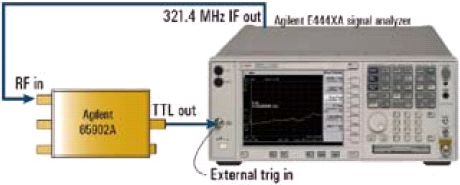 321.4 MHz IF out
Agilent E444XA signal analyzer
RF in
Agilent
85902A
TTL out
External trig in